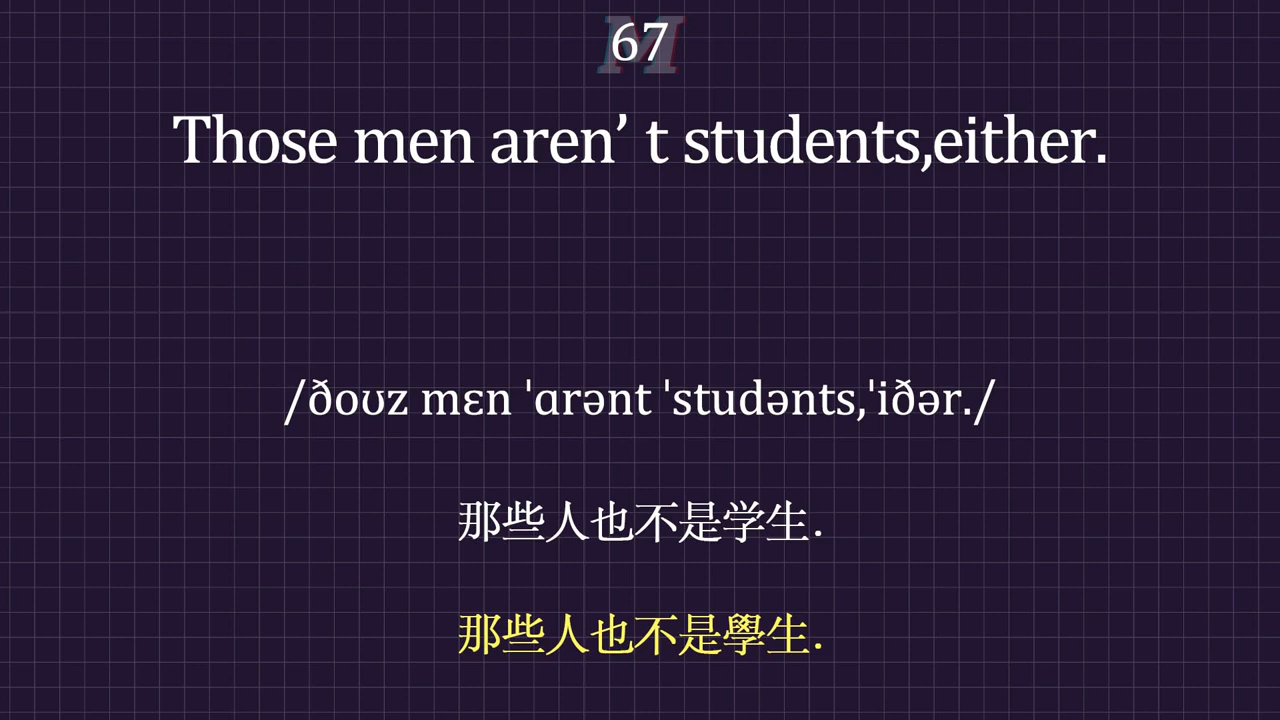 67
Those men aren’ t students,either.
/ðoʊz mɛn ˈɑrənt ˈstudənts,ˈiðər./
那些人也不是学生.
那些人也不是學生.